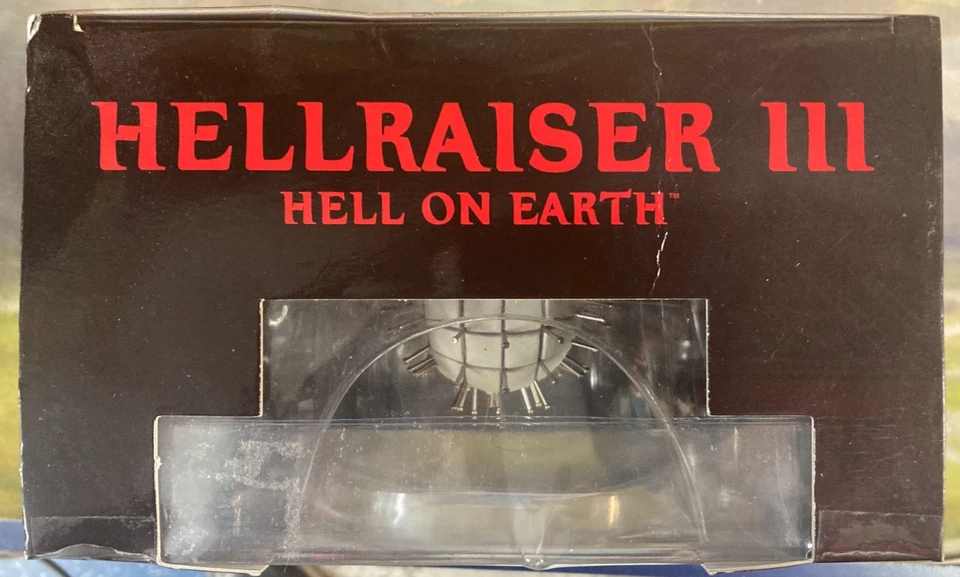 HELLRAISER III
HELL ON EARTH™